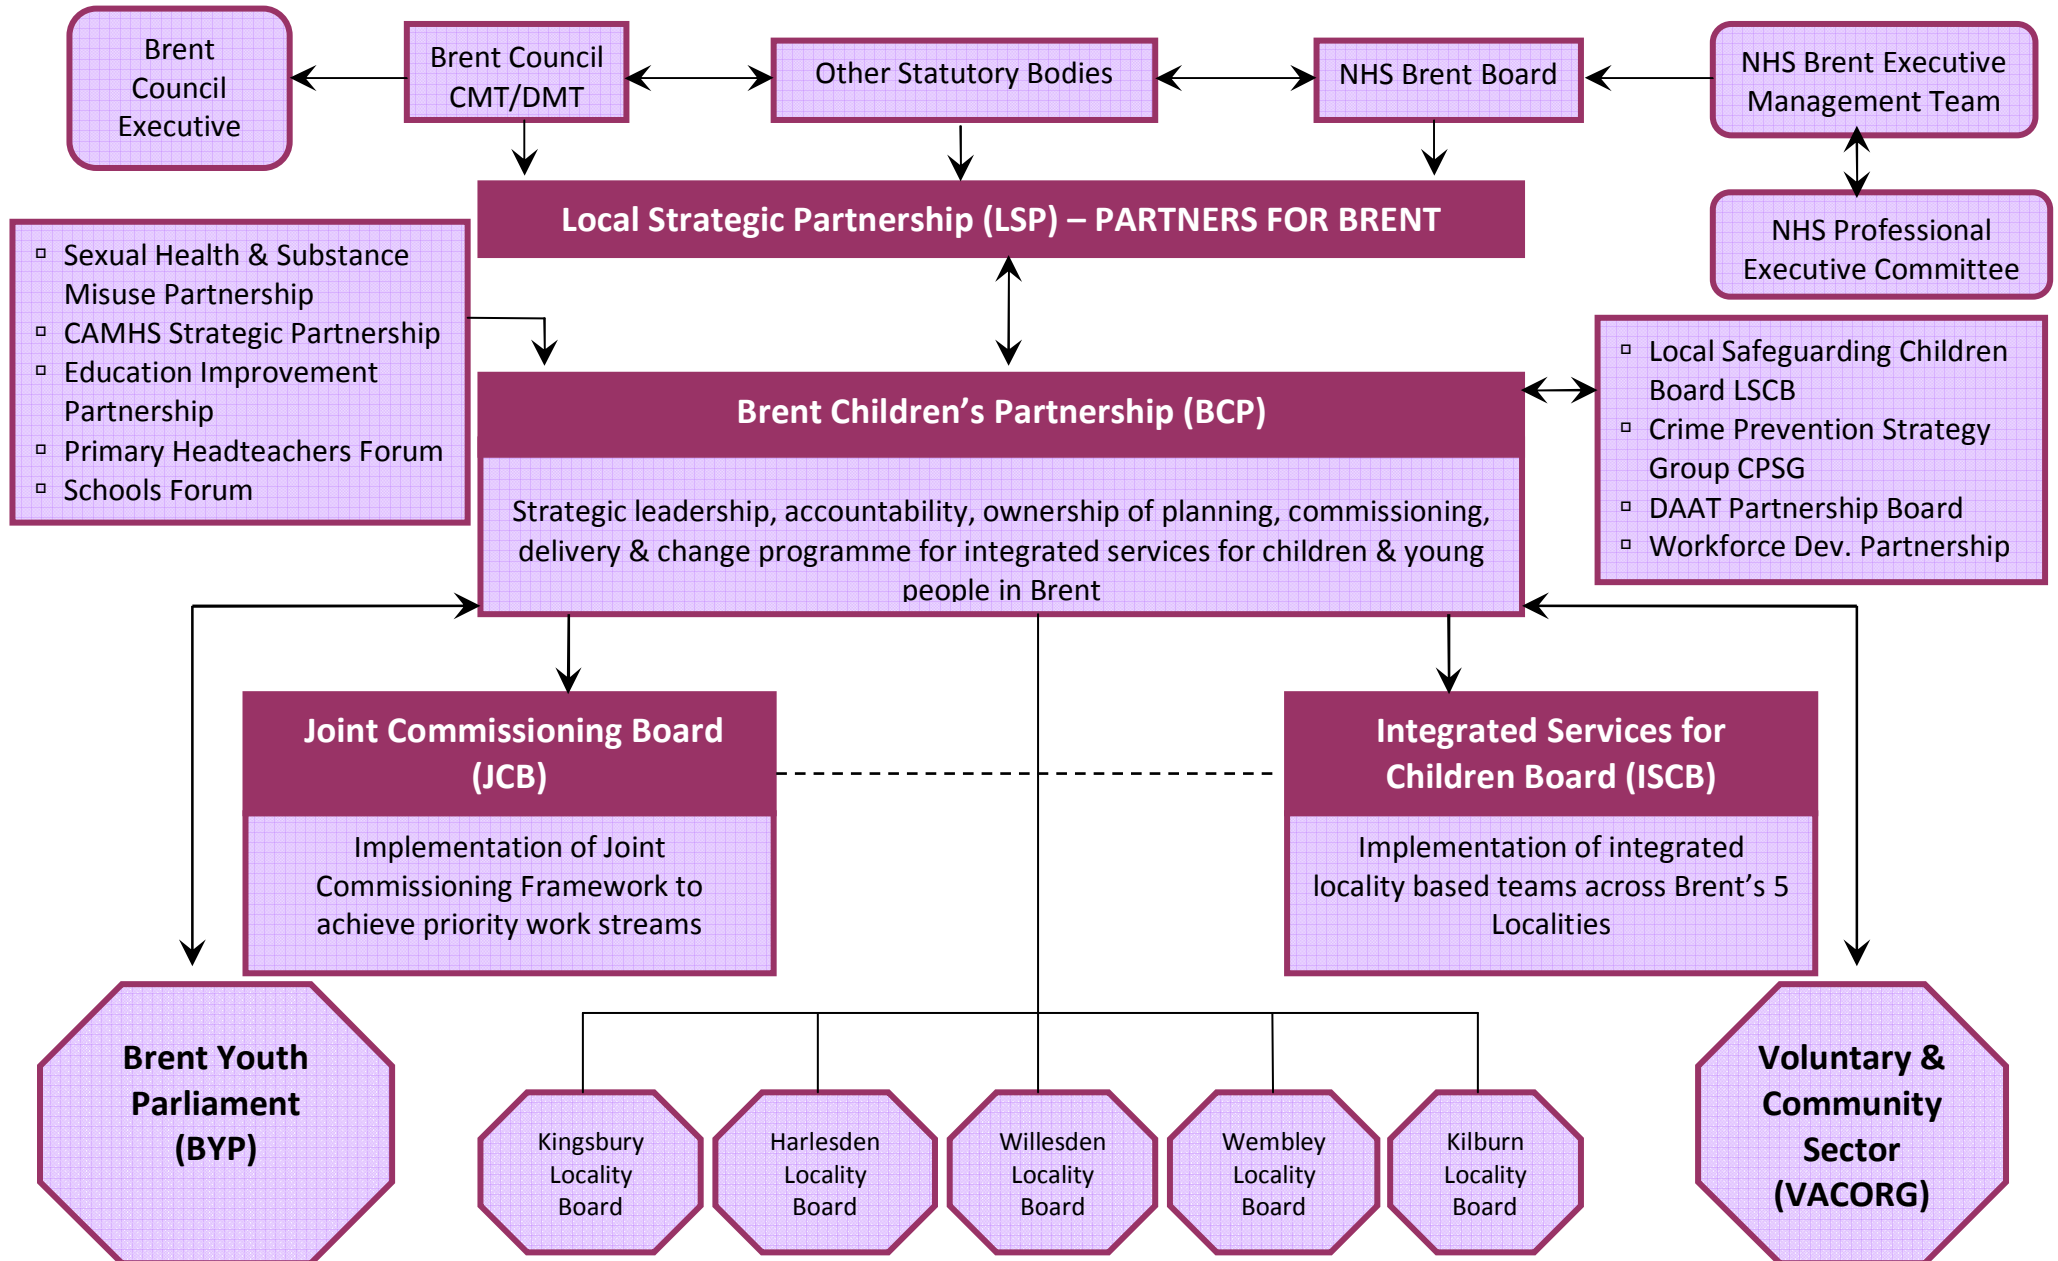 Brent
Council
Executive
Brent Council
CMT/DMT
Other Statutory Bodies
NHS Brent Board
NHS Brent Executive
Management Team
NHS Professional
Executive Committee
Local Strategic Partnership (LSP) – PARTNERS FOR BRENT
▫ Sexual Health & Substance
Misuse Partnership
▫ CAMHS Strategic Partnership
▫ Education Improvement
Partnership
▫ Primary Headteachers Forum
▫ Schools Forum
▫ Local Safeguarding Children
Board LSCB
▫ Crime Prevention Strategy
Group CPSG
▫ DAAT Partnership Board
▫ Workforce Dev. Partnership
Brent Children’s Partnership (BCP)
Strategic leadership, accountability, ownership of planning, commissioning,
delivery & change programme for integrated services for children & young
people in Brent
Joint Commissioning Board
(JCB)
Implementation of Joint
Commissioning Framework to
achieve priority work streams
Integrated Services for
Children Board (ISCB)
Implementation of integrated
locality based teams across Brent’s 5
Localities
Brent Youth
Parliament
(BYP)
Kingsbury
Locality
Board
Harlesden
Locality
Board
Willesden
Locality
Board
Wembley
Locality
Board
Kilburn
Locality
Board
Voluntary &
Community
Sector
(VACORG)